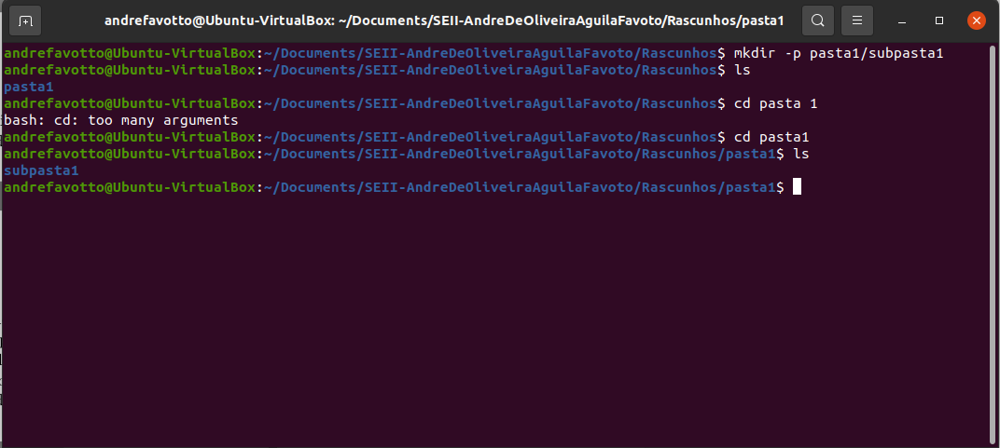 andrefavotto@Ubuntu-VirtualBox: ~/Documents/SEII-AndreDeOliveiraAguilaFavoto/Rascunhos/pasta1
andrefavotto@Ubuntu-VirtualBox:~/Documents/SEII-AndreDeOliveiraAguilaFavoto/Rascunhos$ mkdir -p pasta1/subpasta1
andrefavotto@Ubuntu-VirtualBox:~/Documents/SEII-AndreDeOliveiraAguilaFavoto/Rascunhos$ ls
pasta1
andrefavotto@Ubuntu-VirtualBox:~/Documents/SEII-AndreDeOliveiraAguilaFavoto/Rascunhos$ cd pasta 1
bash: cd: too many arguments
andrefavotto@Ubuntu-VirtualBox:~/Documents/SEII-AndreDeOliveiraAguilaFavoto/Rascunhos$ cd pasta1
andrefavotto@Ubuntu-VirtualBox:~/Documents/SEII-AndreDeOliveiraAguilaFavoto/Rascunhos/pasta1$ ls
subpasta1
andrefavotto@Ubuntu-VirtualBox:~/Documents/SEII-AndreDeOliveiraAguilaFavoto/Rascunhos/pasta1$